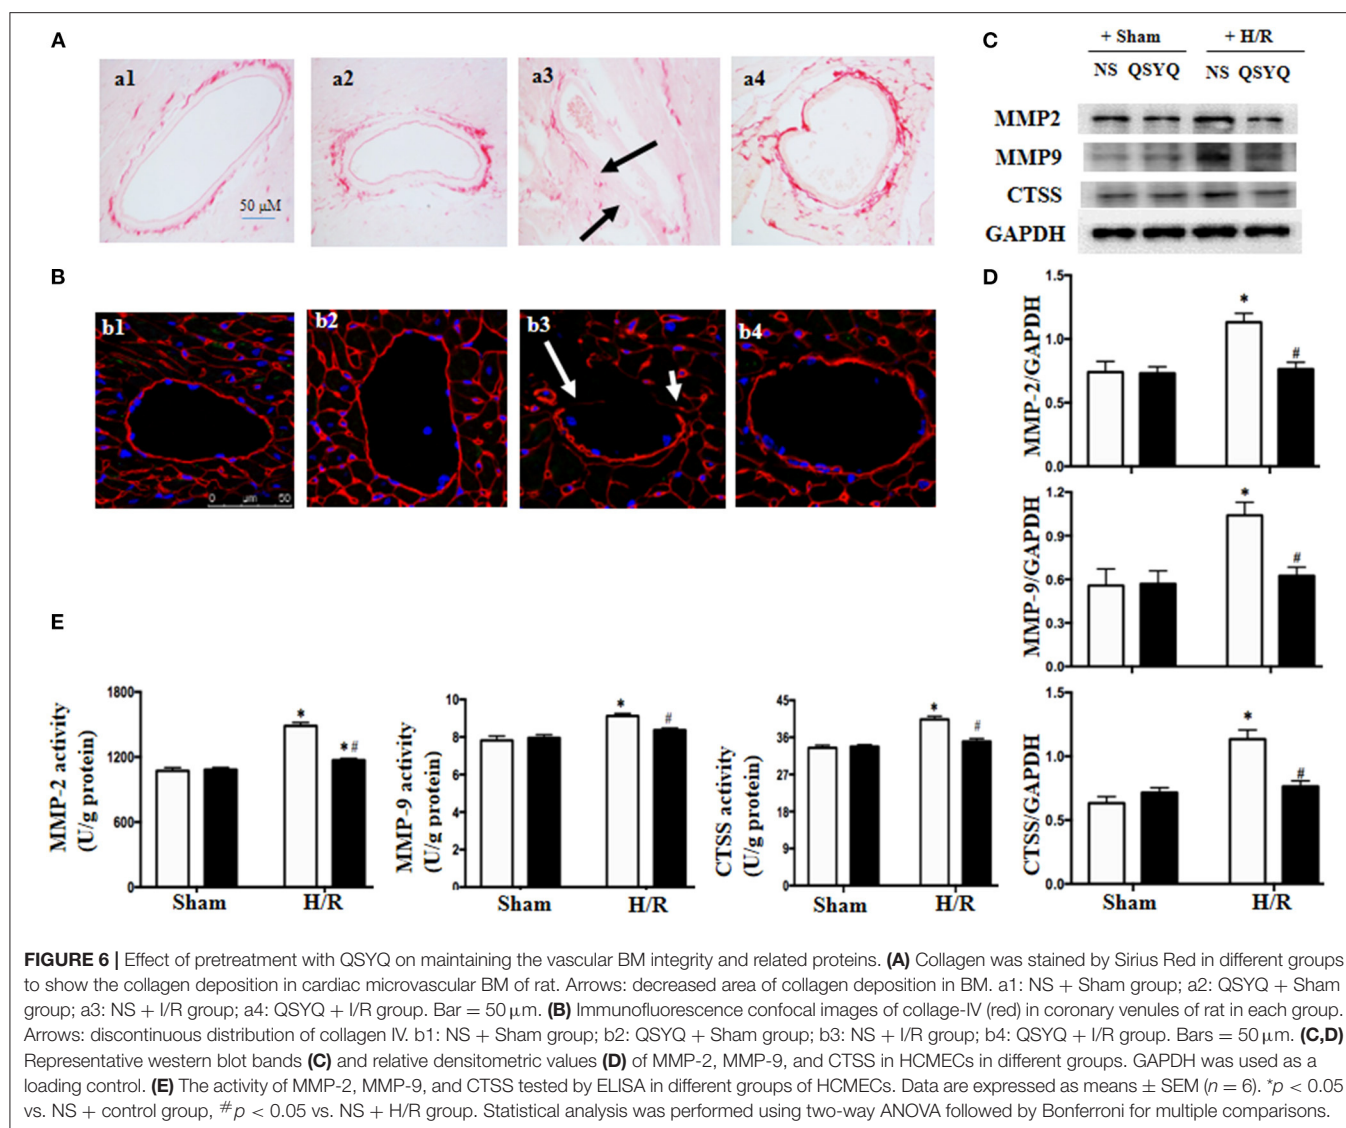 A
a1
a2
a3
a4
50 µM
B
b1
b2
b3
b4
0 µm 50
C
+ Sham + H/R
NS QSYQ NS QSYQ
MMP2
MMP9
CTSS
GAPDH
D
MMP-2/GAPDH
1.5
1.0
0.5
0.0
*
#
MMP-9/GAPDH
1.2
0.9
0.6
0.3
0.0
*
#
CTSS/GAPDH
1.5
1.0
0.5
0.0
*
#
Sham H/R
E
MMP-2 activity
(U/g protein)
1800
1200
600
0
*
*#
Sham H/R
MMP-9 activity
(U/g protein)
10
8
6
4
2
0
*
#
Sham H/R
CTSS activity
(U/g protein)
45
36
27
18
9
0
*
#
Sham H/R
FIGURE 6 | Effect of pretreatment with QSYQ on maintaining the vascular BM integrity and related proteins. (A) Collagen was stained by Sirius Red in different groups
to show the collagen deposition in cardiac microvascular BM of rat. Arrows: decreased area of collagen deposition in BM. a1: NS + Sham group; a2: QSYQ + Sham
group; a3: NS + I/R group; a4: QSYQ + I/R group. Bar = 50 µm. (B) Immunofluorescence confocal images of collage-IV (red) in coronary venules of rat in each group.
Arrows: discontinuous distribution of collagen IV. b1: NS + Sham group; b2: QSYQ + Sham group; b3: NS + I/R group; b4: QSYQ + I/R group. Bars = 50 µm. (C,D)
Representative western blot bands (C) and relative densitometric values (D) of MMP-2, MMP-9, and CTSS in HCMECs in different groups. GAPDH was used as a
loading control. (E) The activity of MMP-2, MMP-9, and CTSS tested by ELISA in different groups of HCMECs. Data are expressed as means ± SEM (n = 6). *p < 0.05
vs. NS + control group, #p < 0.05 vs. NS + H/R group. Statistical analysis was performed using two-way ANOVA followed by Bonferroni for multiple comparisons.